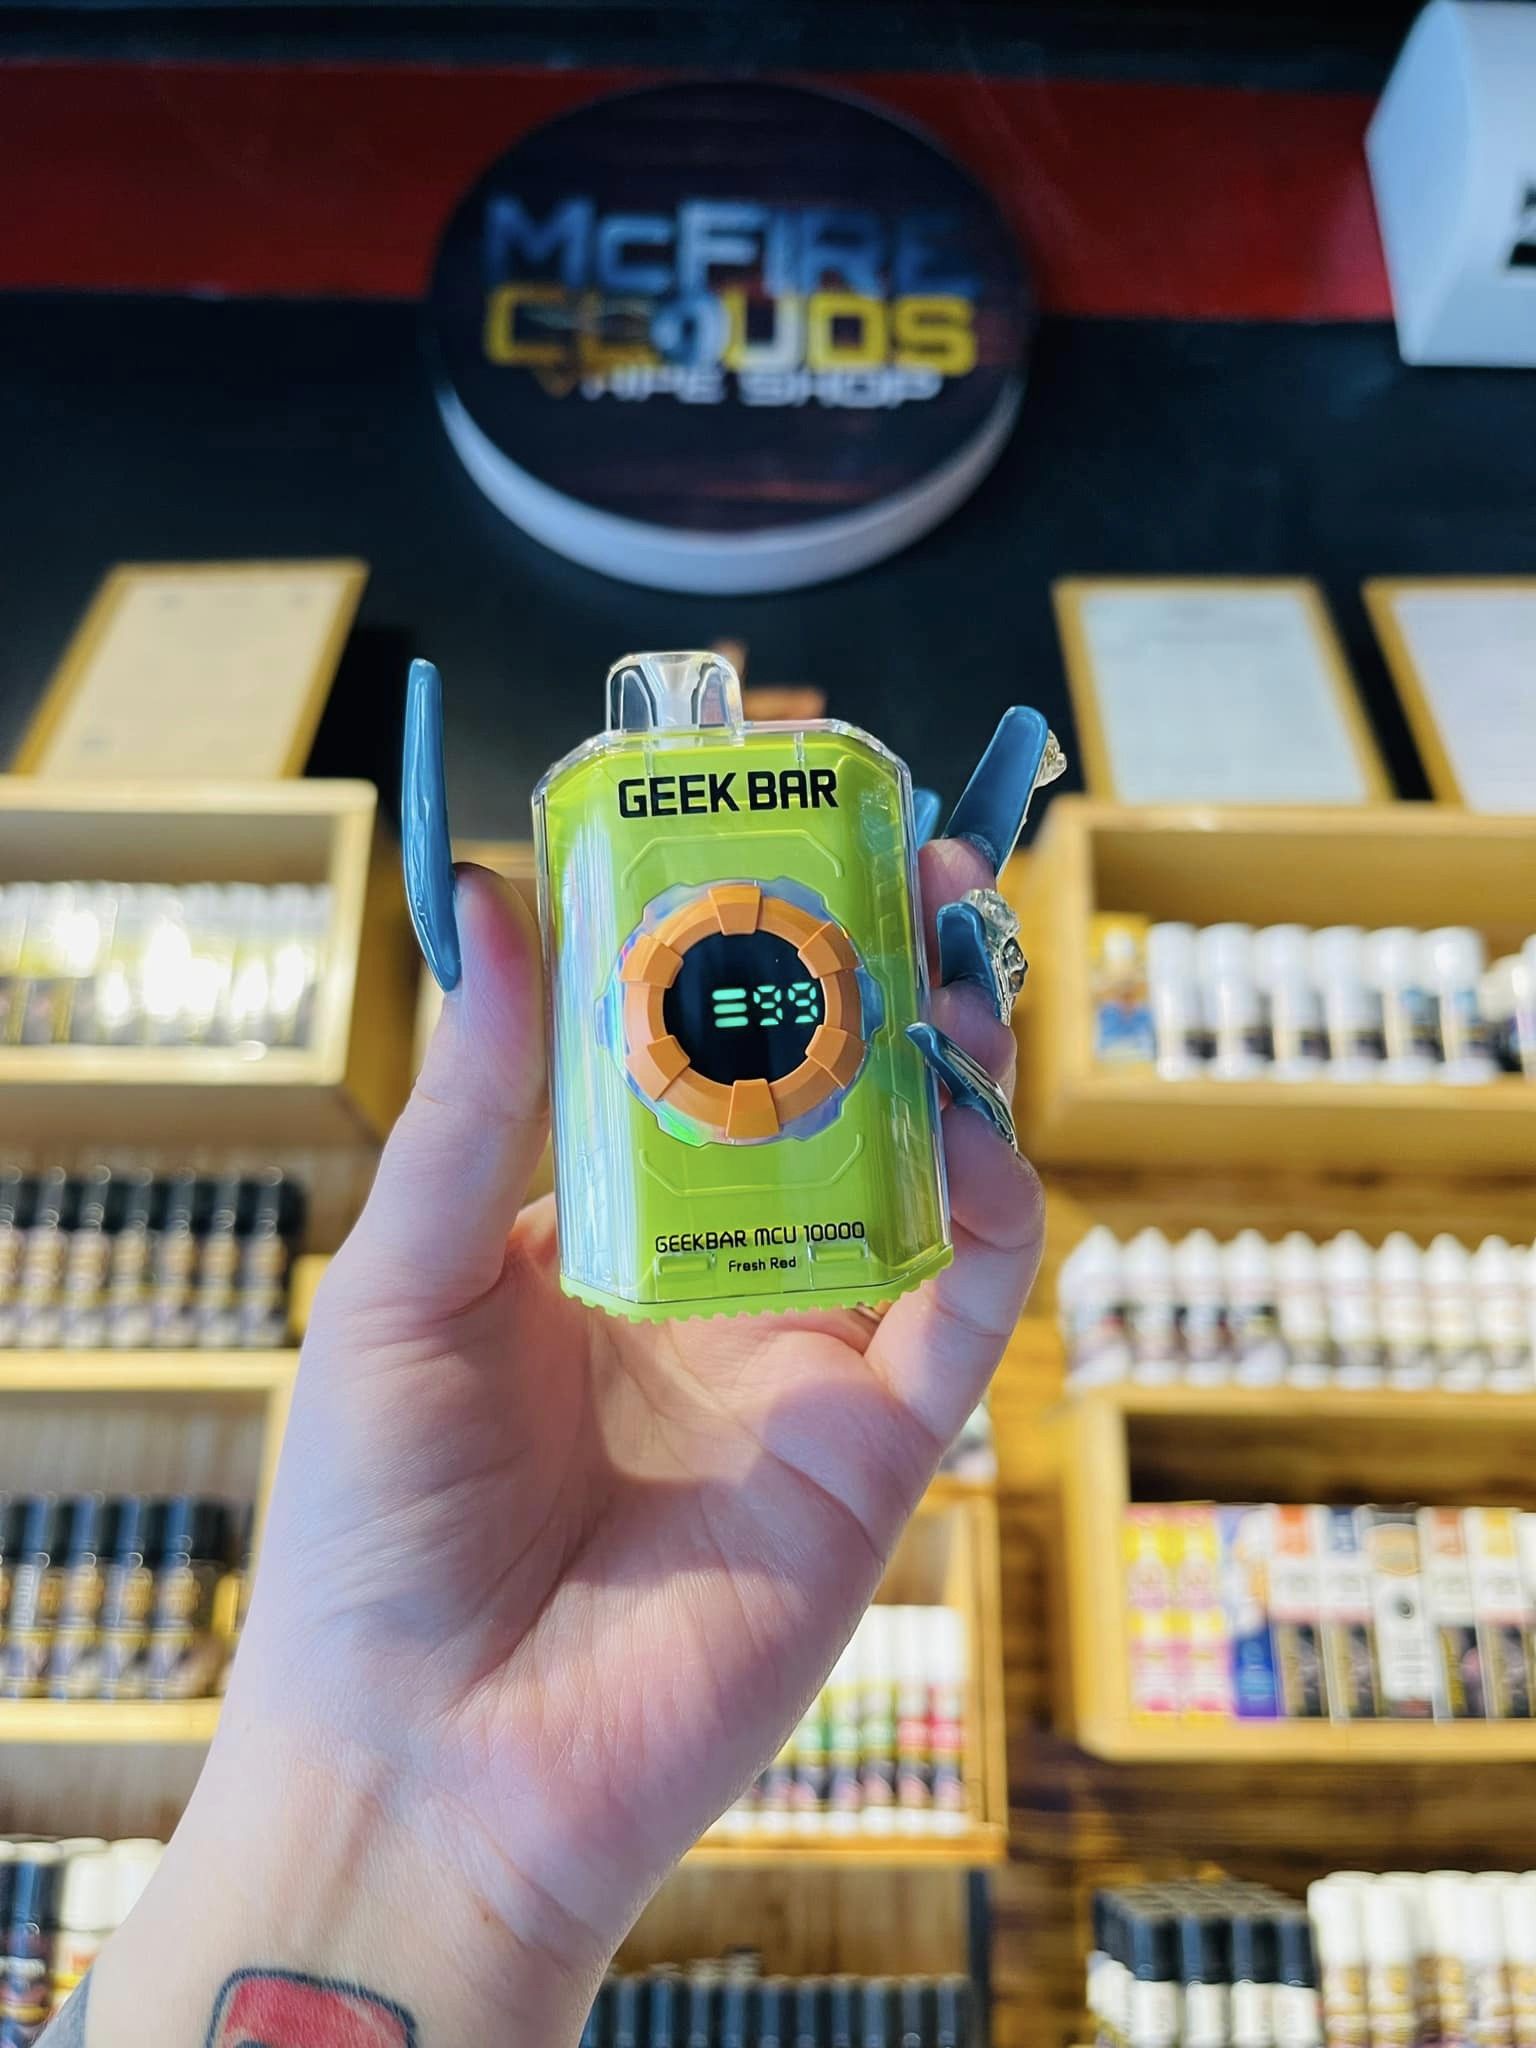 McFIRE
CLOUDS
VAPE SHOP
GEEK BAR
99
GEEKBAR MCU 10000
Fresh Red